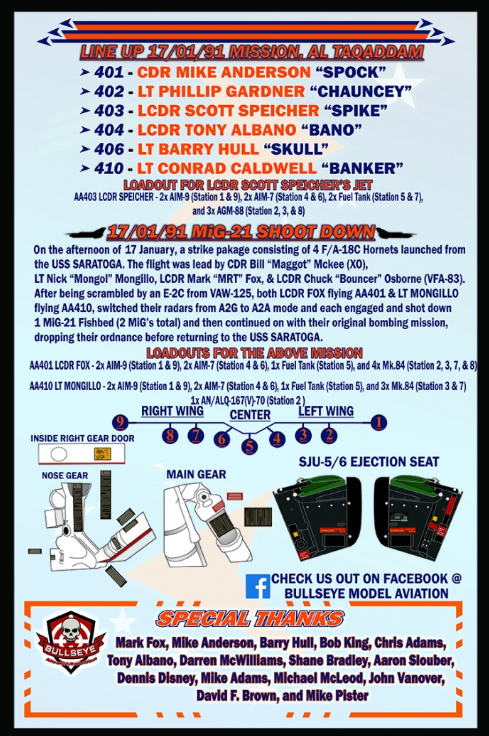 LINE UP 17/01/91 MISSION, AL TAQADDAM
➢ 401 - CDR MIKE ANDERSON “SPOCK”
➢ 402 - LT PHILLIP GARDNER “CHAUNCEY”
➢ 403 - LCDR SCOTT SPEICHER “SPIKE”
➢ 404 - LCDR TONY ALBANO “BANO”
➢ 406 - LT BARRY HULL “SKULL”
➢ 410 - LT CONRAD CALDWELL “BANKER”
LOADOUT FOR LCDR SCOTT SPEICHER'S JET
AA403 LCDR SPEICHER - 2x AIM-9 (Station 1 & 9), 2x AIM-7 (Station 4 & 6), 2x Fuel Tank (Station 5 & 7),
and 3x AGM-88 (Station 2, 3, & 8)
17/01/91 MiG-21 SHOOT DOWN
On the afternoon of 17 January, a strike pakage consisting of 4 F/A-18C Hornets launched from
the USS SARATOGA. The flight was lead by CDR Bill “Maggot” Mckee (XO),
LT Nick “Mongol” Mongillo, LCDR Mark “MRT” Fox, & LCDR Chuck “Bouncer” Osborne (VFA-83).
After being scrambled by an E-2C from VAW-125, both LCDR FOX flying AA401 & LT MONGILLO
flying AA410, switched their radars from A2G to A2A mode and each engaged and shot down
1 MiG-21 Fishbed (2 MiG's total) and then continued on with their original bombing mission,
dropping their ordnance before returning to the USS SARATOGA.
LOADOUTS FOR THE ABOVE MISSION
AA401 LCDR FOX - 2x AIM-9 (Station 1 & 9), 2x AIM-7 (Station 4 & 6), 1x Fuel Tank (Station 5), and 4x Mk.84 (Station 2, 3, 7, & 8)
AA410 LT MONGILLO - 2x AIM-9 (Station 1 & 9), 2x AIM-7 (Station 4 & 6), 1x Fuel Tank (Station 5), and 3x Mk.84 (Station 3 & 7)
1x AN/ALQ-167(V)-70 (Station 2 )
RIGHT WING CENTER LEFT WING
9 8 7 6 5 4 3 2 1
INSIDE RIGHT GEAR DOOR
NOSE GEAR
MAIN GEAR
SJU-5/6 EJECTION SEAT
CHECK US OUT ON FACEBOOK @
BULLSEYE MODEL AVIATION
SPECIAL THANKS
BULLSEYE
Mark Fox, Mike Anderson, Barry Hull, Bob King, Chris Adams,
Tony Albano, Darren McWilliams, Shane Bradley, Aaron Slouber,
Dennis Disney, Mike Adams, Michael McLeod, John Vanover,
David F. Brown, and Mike Pister